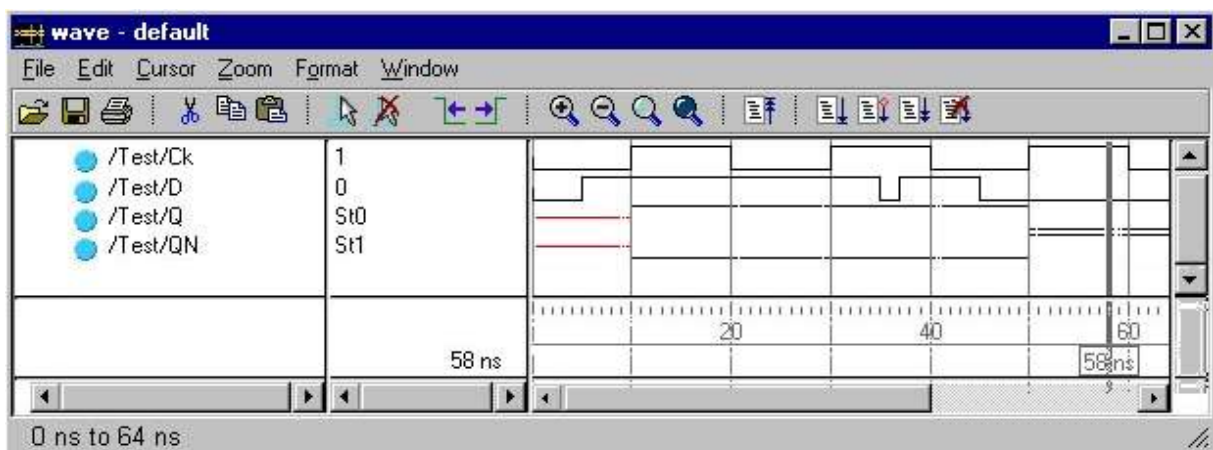 wave - default
File Edit Cursor Zoom Format Window
/Test/Ck 1
/Test/D 0
/Test/Q St0
/Test/QN St1
20 40 60
58 ns 58 ns
0 ns to 64 ns